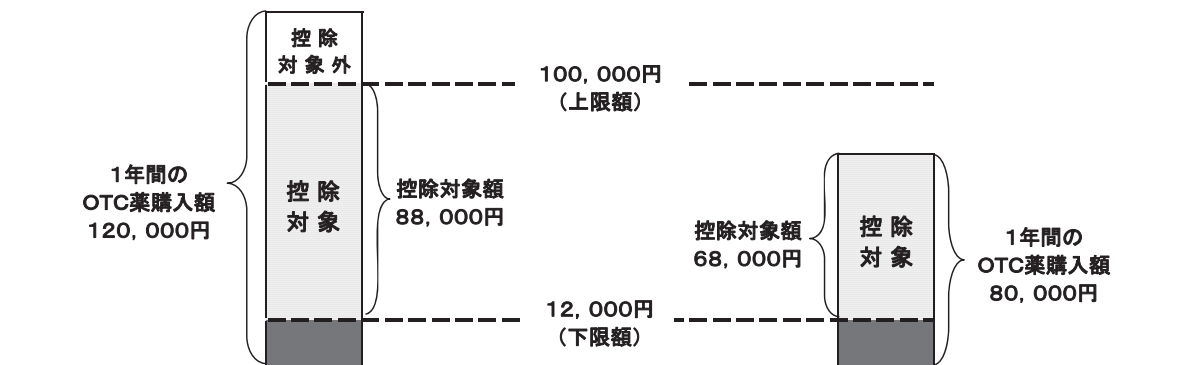 控 除
対 象 外
100, 000円
（上限額）
1年間の
OTC薬購入額
120, 000円
控 除
対 象
控除対象額
88, 000円
控除対象額
68, 000円
控 除
対 象
1年間の
OTC薬購入額
80, 000円
12, 000円
（下限額）